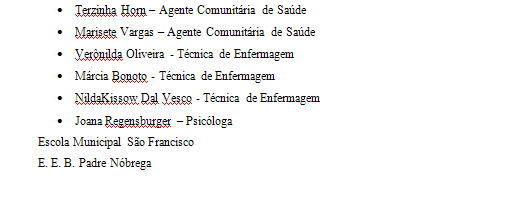 • Terzinha Horn – Agente Comunitária de Saúde
• Marisete Vargas – Agente Comunitária de Saúde
• Verônilda Oliveira - Técnica de Enfermagem
• Márcia Bonoto - Técnica de Enfermagem
• NildaKissow Dal Vesco - Técnica de Enfermagem
• Joana Regensburger – Psicóloga
Escola Municipal São Francisco
E. E. B. Padre Nóbrega